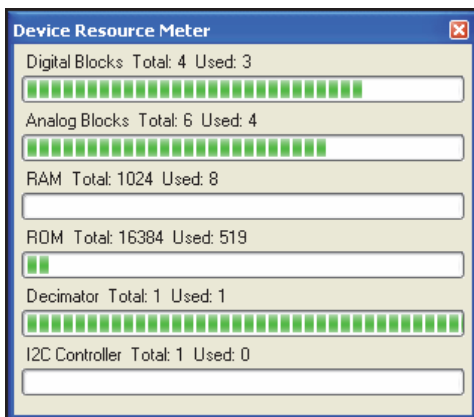 Device Resource Meter
Digital Blocks Total: 4 Used: 3
Analog Blocks Total: 6 Used: 4
RAM Total: 1024 Used: 8
ROM Total: 16384 Used: 519
Decimator Total: 1 Used: 1
I2C Controller Total: 1 Used: 0